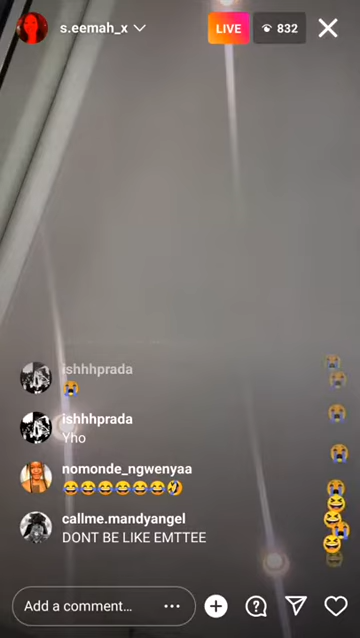 s.eemah_x
LIVE
832
ishhhprada
😭
ishhhprada
Yho
nomonde_ngwenyaa
😂😂😂😂😂😂🤣
callme.mandyangel
DONT BE LIKE EMTTEE
Add a comment...